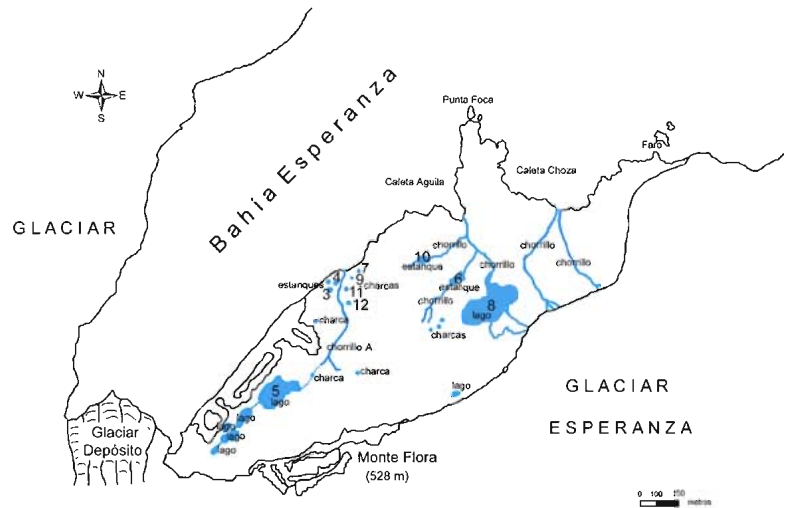 N
W E
S
GLACIAR
Bahia Esperanza
Punta Foca
Caleta Aguila
Caleta Choza
Faro
10
estanque
chorrillo
chorrillo
6
estanque
chorrillo
8
lago
charcas
chorrillo
chorrillo
4
estanques
3
7
9
charcas
11
12
charca
chorrillo A
charca
charca
5
lago
lago
lago
lago
lago
lago
Glaciar
Depósito
Monte Flora
(528 m)
GLACIAR
ESPERANZA
0 100 150
metros